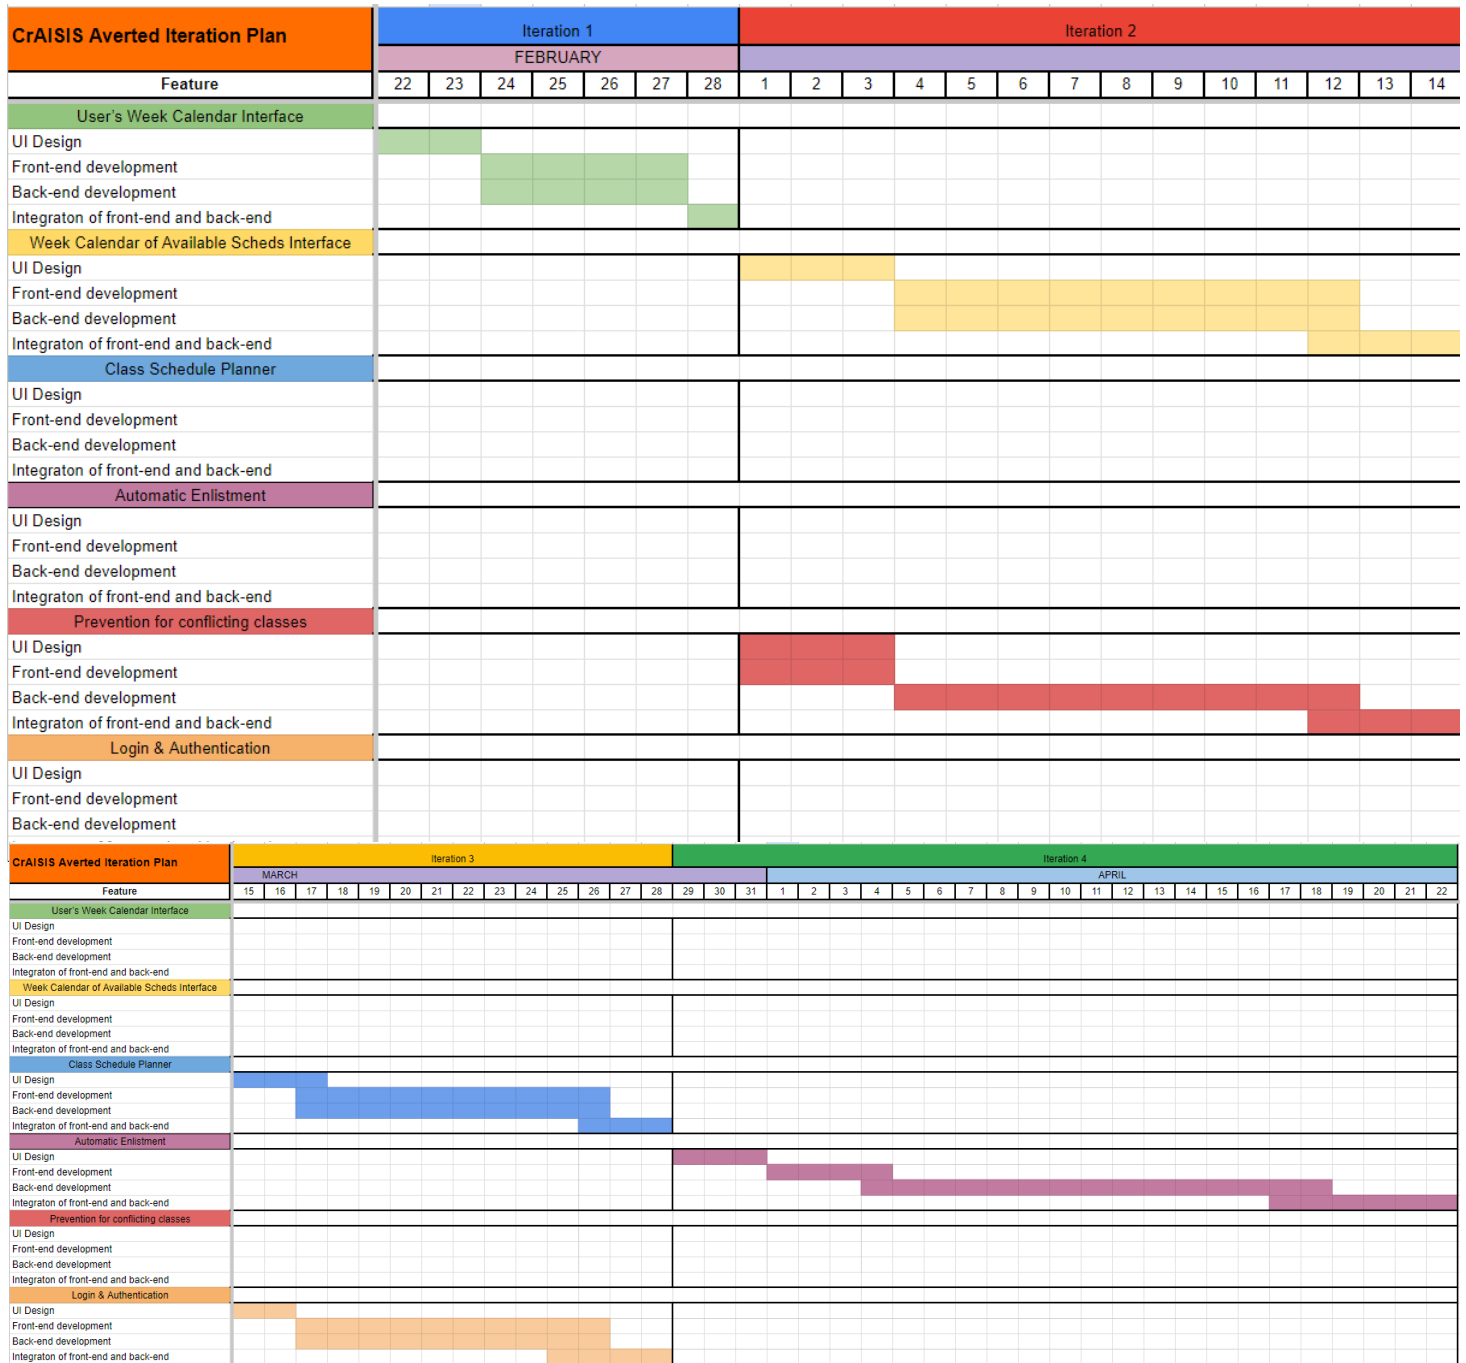 CrAISIS Averted Iteration Plan Iteration 1 Iteration 2
FEBRUARY
Feature 22 23 24 25 26 27 28 1 2 3 4 5 6 7 8 9 10 11 12 13 14
User's Week Calendar Interface
UI Design
Front-end development
Back-end development
Integraton of front-end and back-end
Week Calendar of Available Scheds Interface
UI Design
Front-end development
Back-end development
Integraton of front-end and back-end
Class Schedule Planner
UI Design
Front-end development
Back-end development
Integraton of front-end and back-end
Automatic Enlistment
UI Design
Front-end development
Back-end development
Integraton of front-end and back-end
Prevention for conflicting classes
UI Design
Front-end development
Back-end development
Integraton of front-end and back-end
Login & Authentication
UI Design
Front-end development
Back-end development
CrAISIS Averted Iteration Plan Iteration 3 Iteration 4
MARCH APRIL
Feature 15 16 17 18 19 20 21 22 23 24 25 26 27 28 29 30 31 1 2 3 4 5 6 7 8 9 10 11 12 13 14 15 16 17 18 19 20 21 22
User's Week Calendar Interface
UI Design
Front-end development
Back-end development
Integraton of front-end and back-end
Week Calendar of Available Scheds Interface
UI Design
Front-end development
Back-end development
Integraton of front-end and back-end
Class Schedule Planner
UI Design
Front-end development
Back-end development
Integraton of front-end and back-end
Automatic Enlistment
UI Design
Front-end development
Back-end development
Integraton of front-end and back-end
Prevention for conflicting classes
UI Design
Front-end development
Back-end development
Integraton of front-end and back-end
Login & Authentication
UI Design
Front-end development
Back-end development
Integraton of front-end and back-end